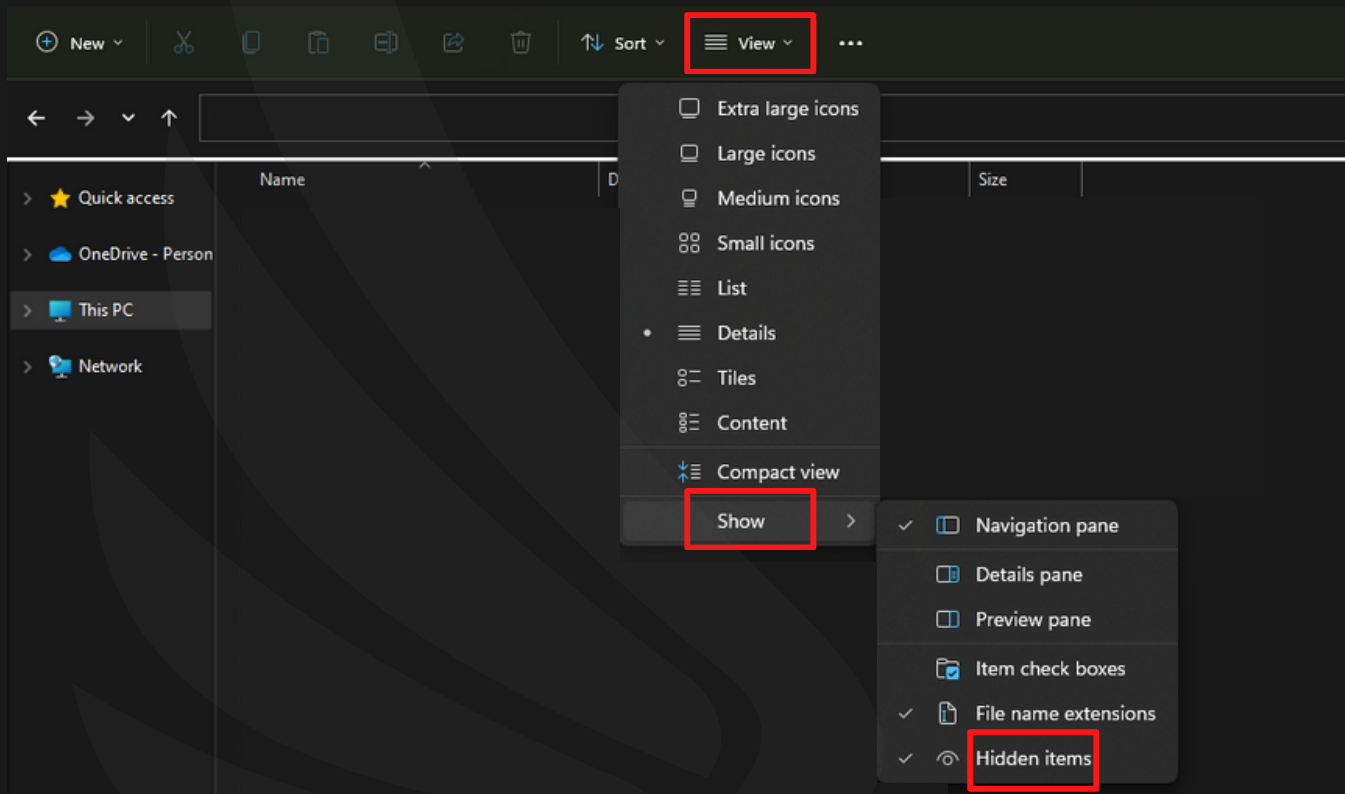 New
Sort
View
Extra large icons
Large icons
Medium icons
Small icons
List
Details
Tiles
Content
Compact view
Show
Name
Size
Quick access
OneDrive - Person
This PC
Network
Navigation pane
Details pane
Preview pane
Item check boxes
File name extensions
Hidden items